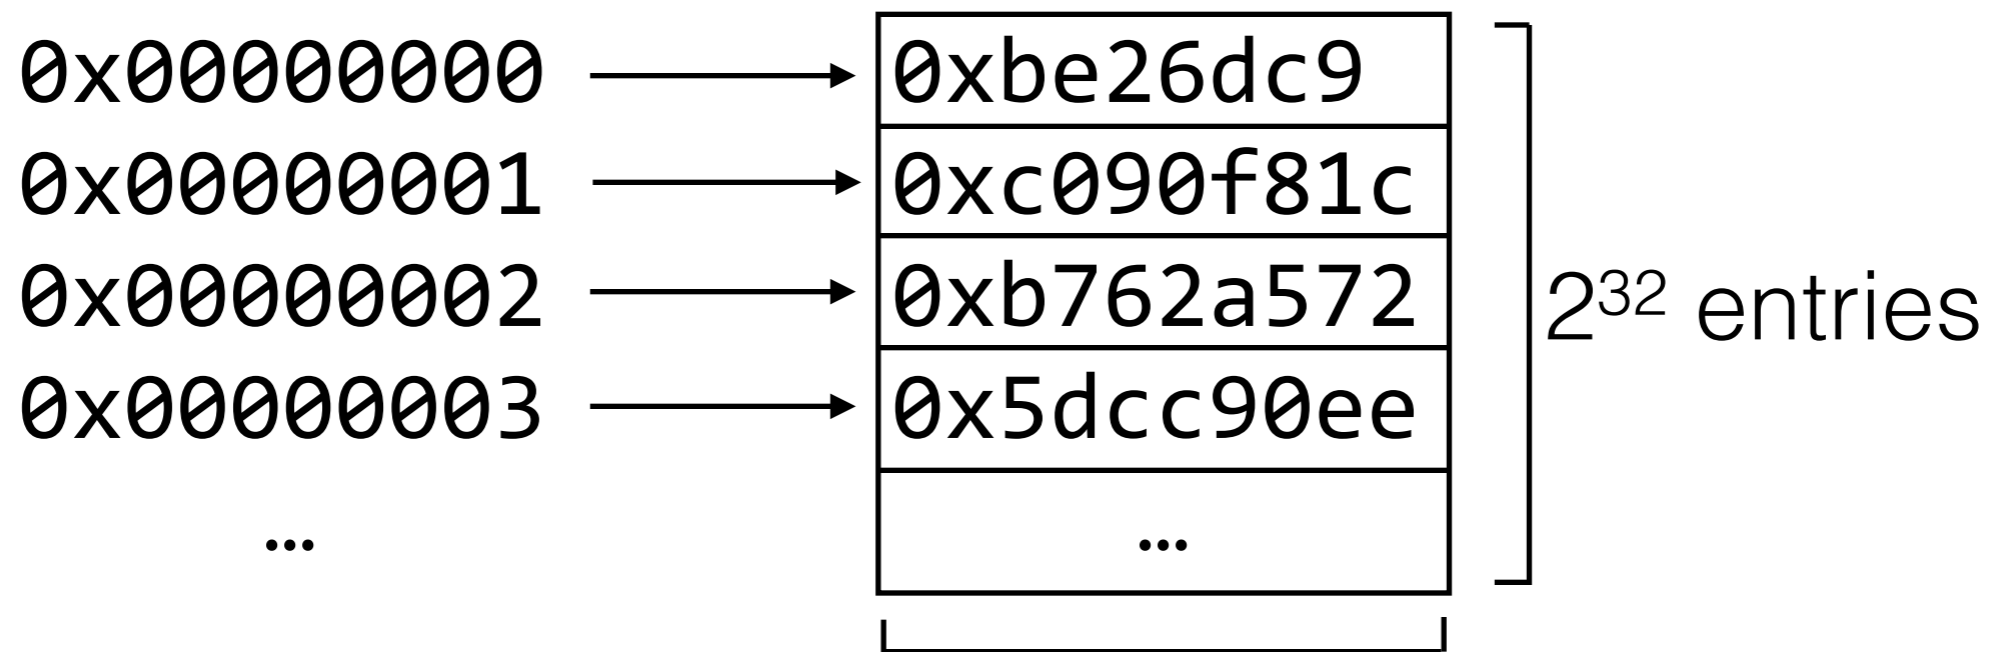 0x00000000 0xbe26dc9
0x00000001 0xc090f81c
0x00000002 0xb762a572
2³² entries
0x00000003 0x5dcc90ee
... ...